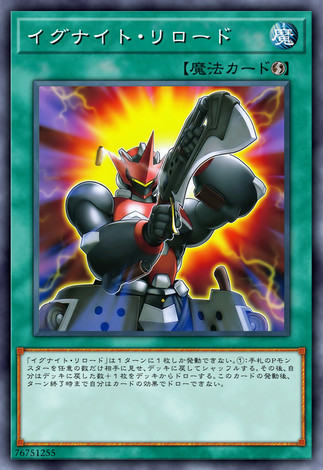 イグナイト・リロード
魔
【魔法カード】
「イグナイト・リロード」は1ターンに1枚しか発動できない。①:手札のPモン
スターを任意の数だけ相手に見せ、デッキに戻してシャッフルする。その後、自
分はデッキに戻した数+1枚をデッキからドローする。このカードの発動後、
ターン終了時まで自分はカードの効果でドローできない。
76751255